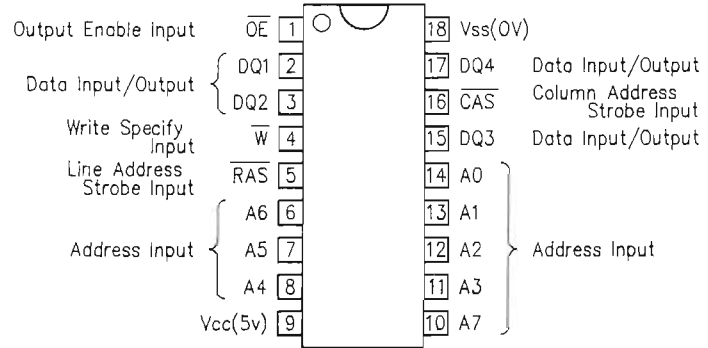 Output Enable Input OE 1 18 Vss(0V)
DQ1 2 17 DQ4 Data Input/Output
Data Input/Output
DQ2 3 16 CAS Column Address
Strobe Input
Write Specify
Input W 4 15 DQ3 Data Input/Output
Line Address
Strobe Input RAS 5 14 A0
A6 6 13 A1
Address Input A5 7 12 A2 Address Input
A4 8 11 A3
Vcc(5v) 9 10 A7